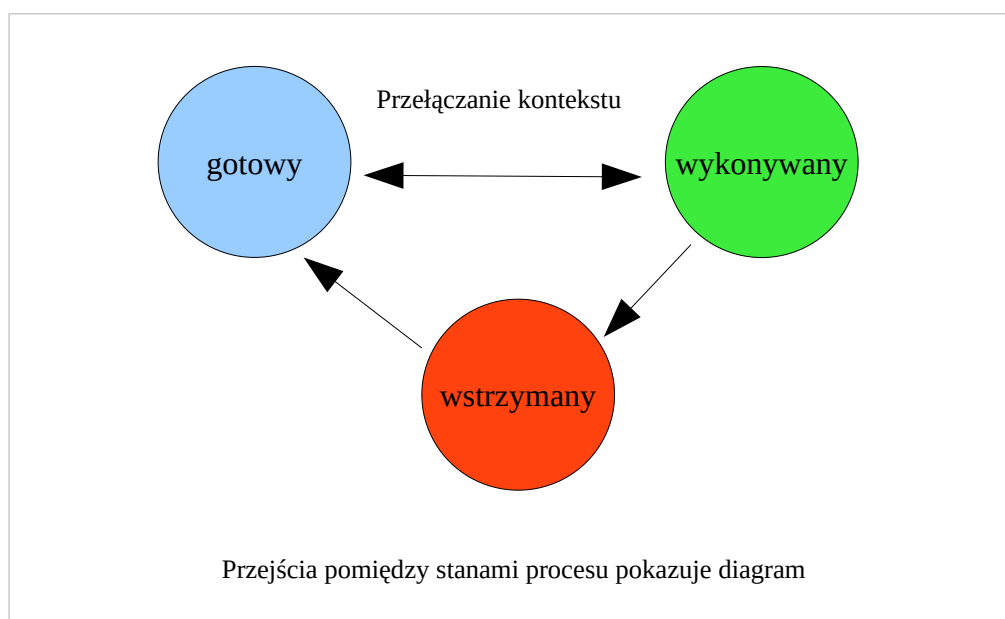 Przełączanie kontekstu
gotowy
wykonywany
wstrzymany
Przejścia pomiędzy stanami procesu pokazuje diagram